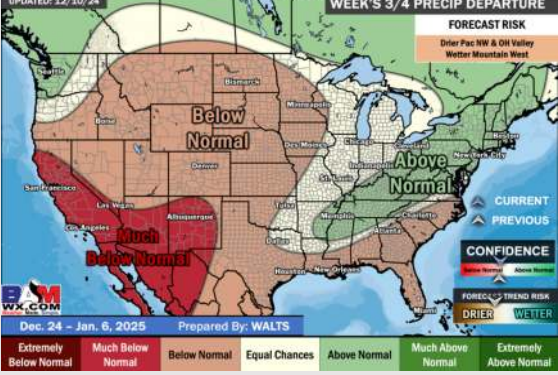 UPDATED: 12/10/24
WEEK'S 3/4 PRECIP DEPARTURE
FORECAST RISK
Drier Pac NW & OH Valley
Wetter Mountain West
Seattle
Bismarck
Minneapolis
Boise
Below
Normal
Des Moines
Chicago
Cleveland
Boston
New York City
Indianapolis
Above
Normal
Denver
St. Louis
San Francisco
Las Vegas
Los Angeles
Albuquerque
Tulsa
Memphis
Charlotte
CURRENT
PREVIOUS
Much
Below Normal
Dallas
Atlanta
CONFIDENCE
Below Normal
Above Normal
Houston
New Orleans
Miami
BAM
WX.COM
FORECAST TREND RISK
DRIER
WETTER
Dec. 24 – Jan. 6, 2025
Prepared By: WALTS
Extremely
Below Normal
Much Below
Normal
Below Normal
Equal Chances
Above Normal
Much Above
Normal
Extremely
Above Normal